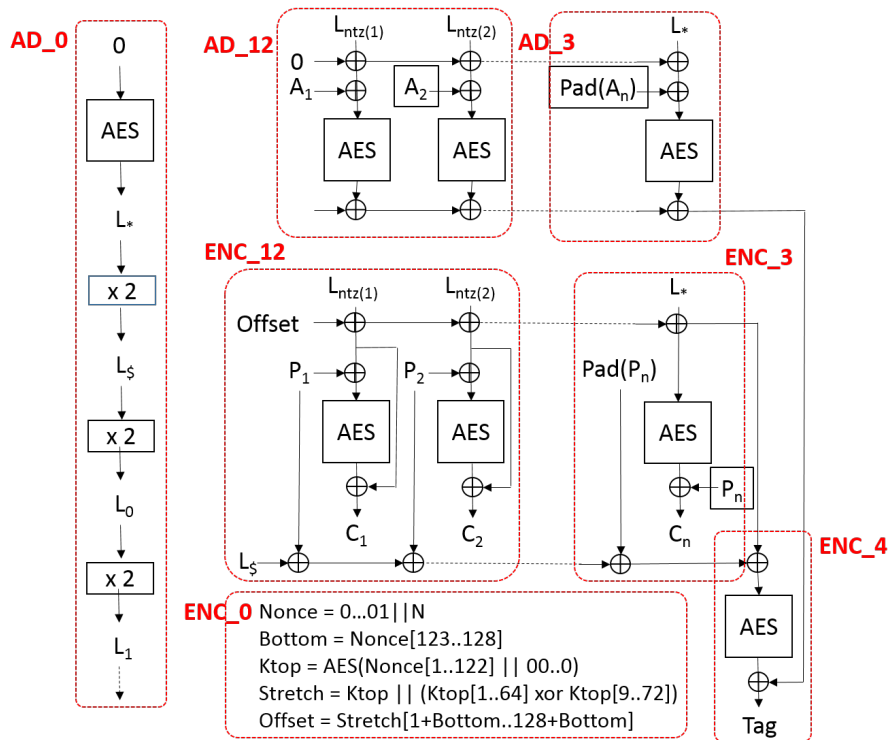 AD_0
0
AES
L*
x 2
L$
x 2
L0
x 2
L1
AD_12
Lntz(1)
Lntz(2)
0
A1
A2
AES
AES
AD_3
L*
Pad(An)
AES
ENC_12
Lntz(1)
Lntz(2)
Offset
P1
P2
AES
AES
C1
C2
L$
ENC_3
L*
Pad(Pn)
AES
Pn
Cn
ENC_4
AES
Tag
ENC_0
Nonce = 0...01||N
Bottom = Nonce[123..128]
Ktop = AES(Nonce[1..122] || 00..0)
Stretch = Ktop || (Ktop[1..64] xor Ktop[9..72])
Offset = Stretch[1+Bottom..128+Bottom]